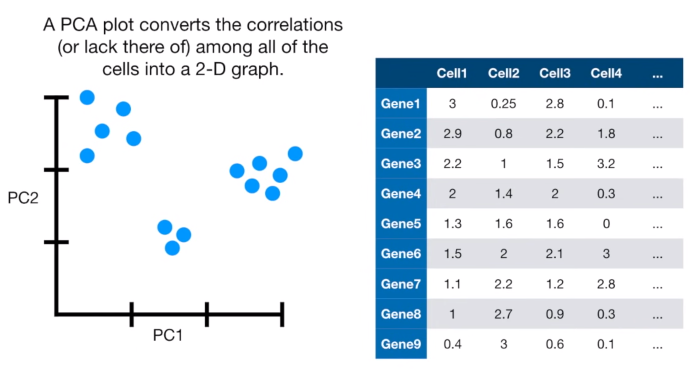 A PCA plot converts the correlations
(or lack there of) among all of the
cells into a 2-D graph.
PC2
PC1
Cell1 Cell2 Cell3 Cell4 ...
Gene1 3 0.25 2.8 0.1 ...
Gene2 2.9 0.8 2.2 1.8 ...
Gene3 2.2 1 1.5 3.2 ...
Gene4 2 1.4 2 0.3 ...
Gene5 1.3 1.6 1.6 0 ...
Gene6 1.5 2 2.1 3 ...
Gene7 1.1 2.2 1.2 2.8 ...
Gene8 1 2.7 0.9 0.3 ...
Gene9 0.4 3 0.6 0.1 ...